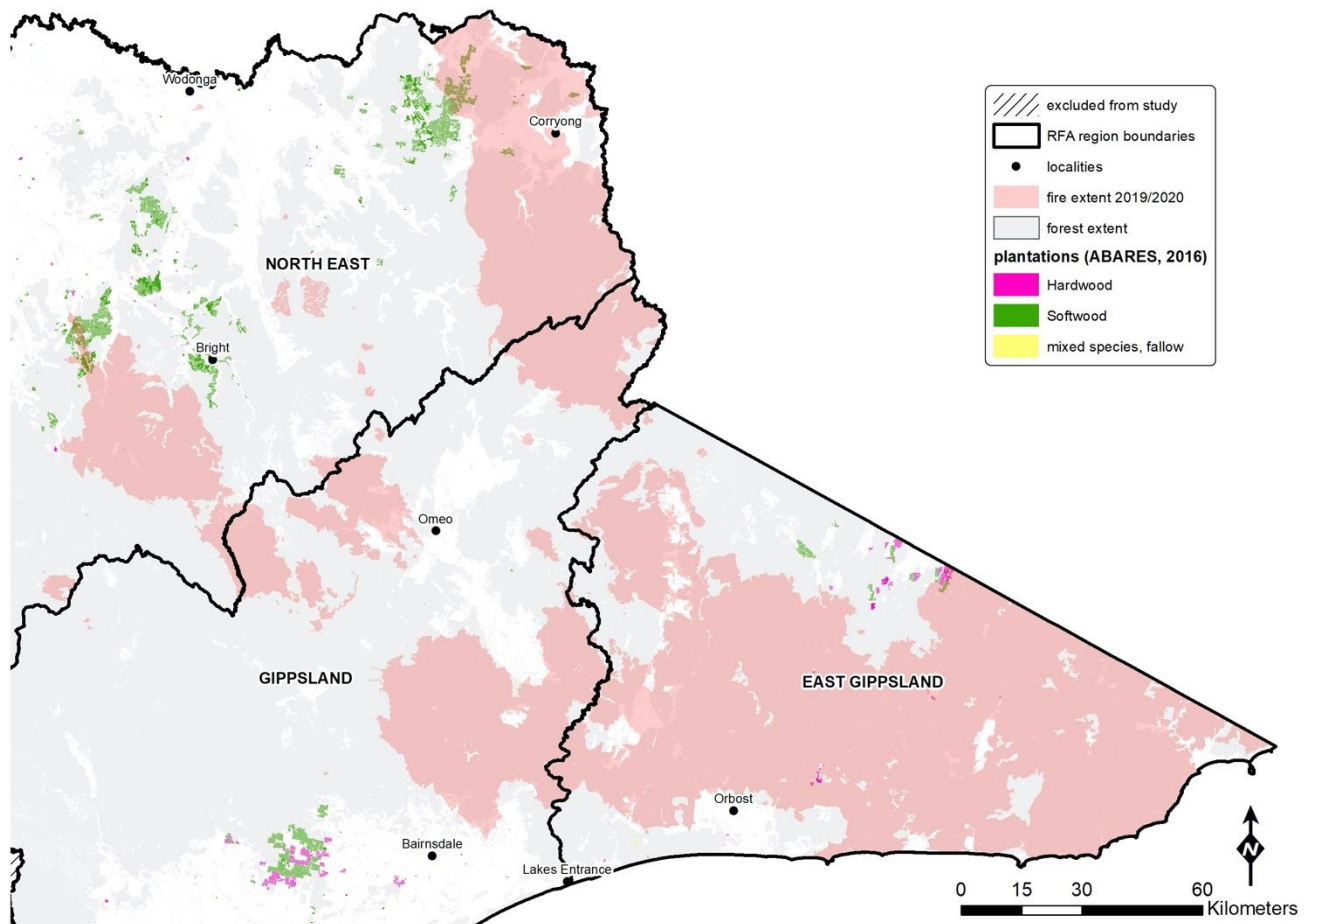 Wodonga
Corryong
NORTH EAST
Bright
Omeo
GIPPSLAND
EAST GIPPSLAND
Orbost
Bairnsdale
Lakes Entrance
excluded from study
RFA region boundaries
localities
fire extent 2019/2020
forest extent
plantations (ABARES, 2016)
Hardwood
Softwood
mixed species, fallow
N
0 15 30 60
Kilometers